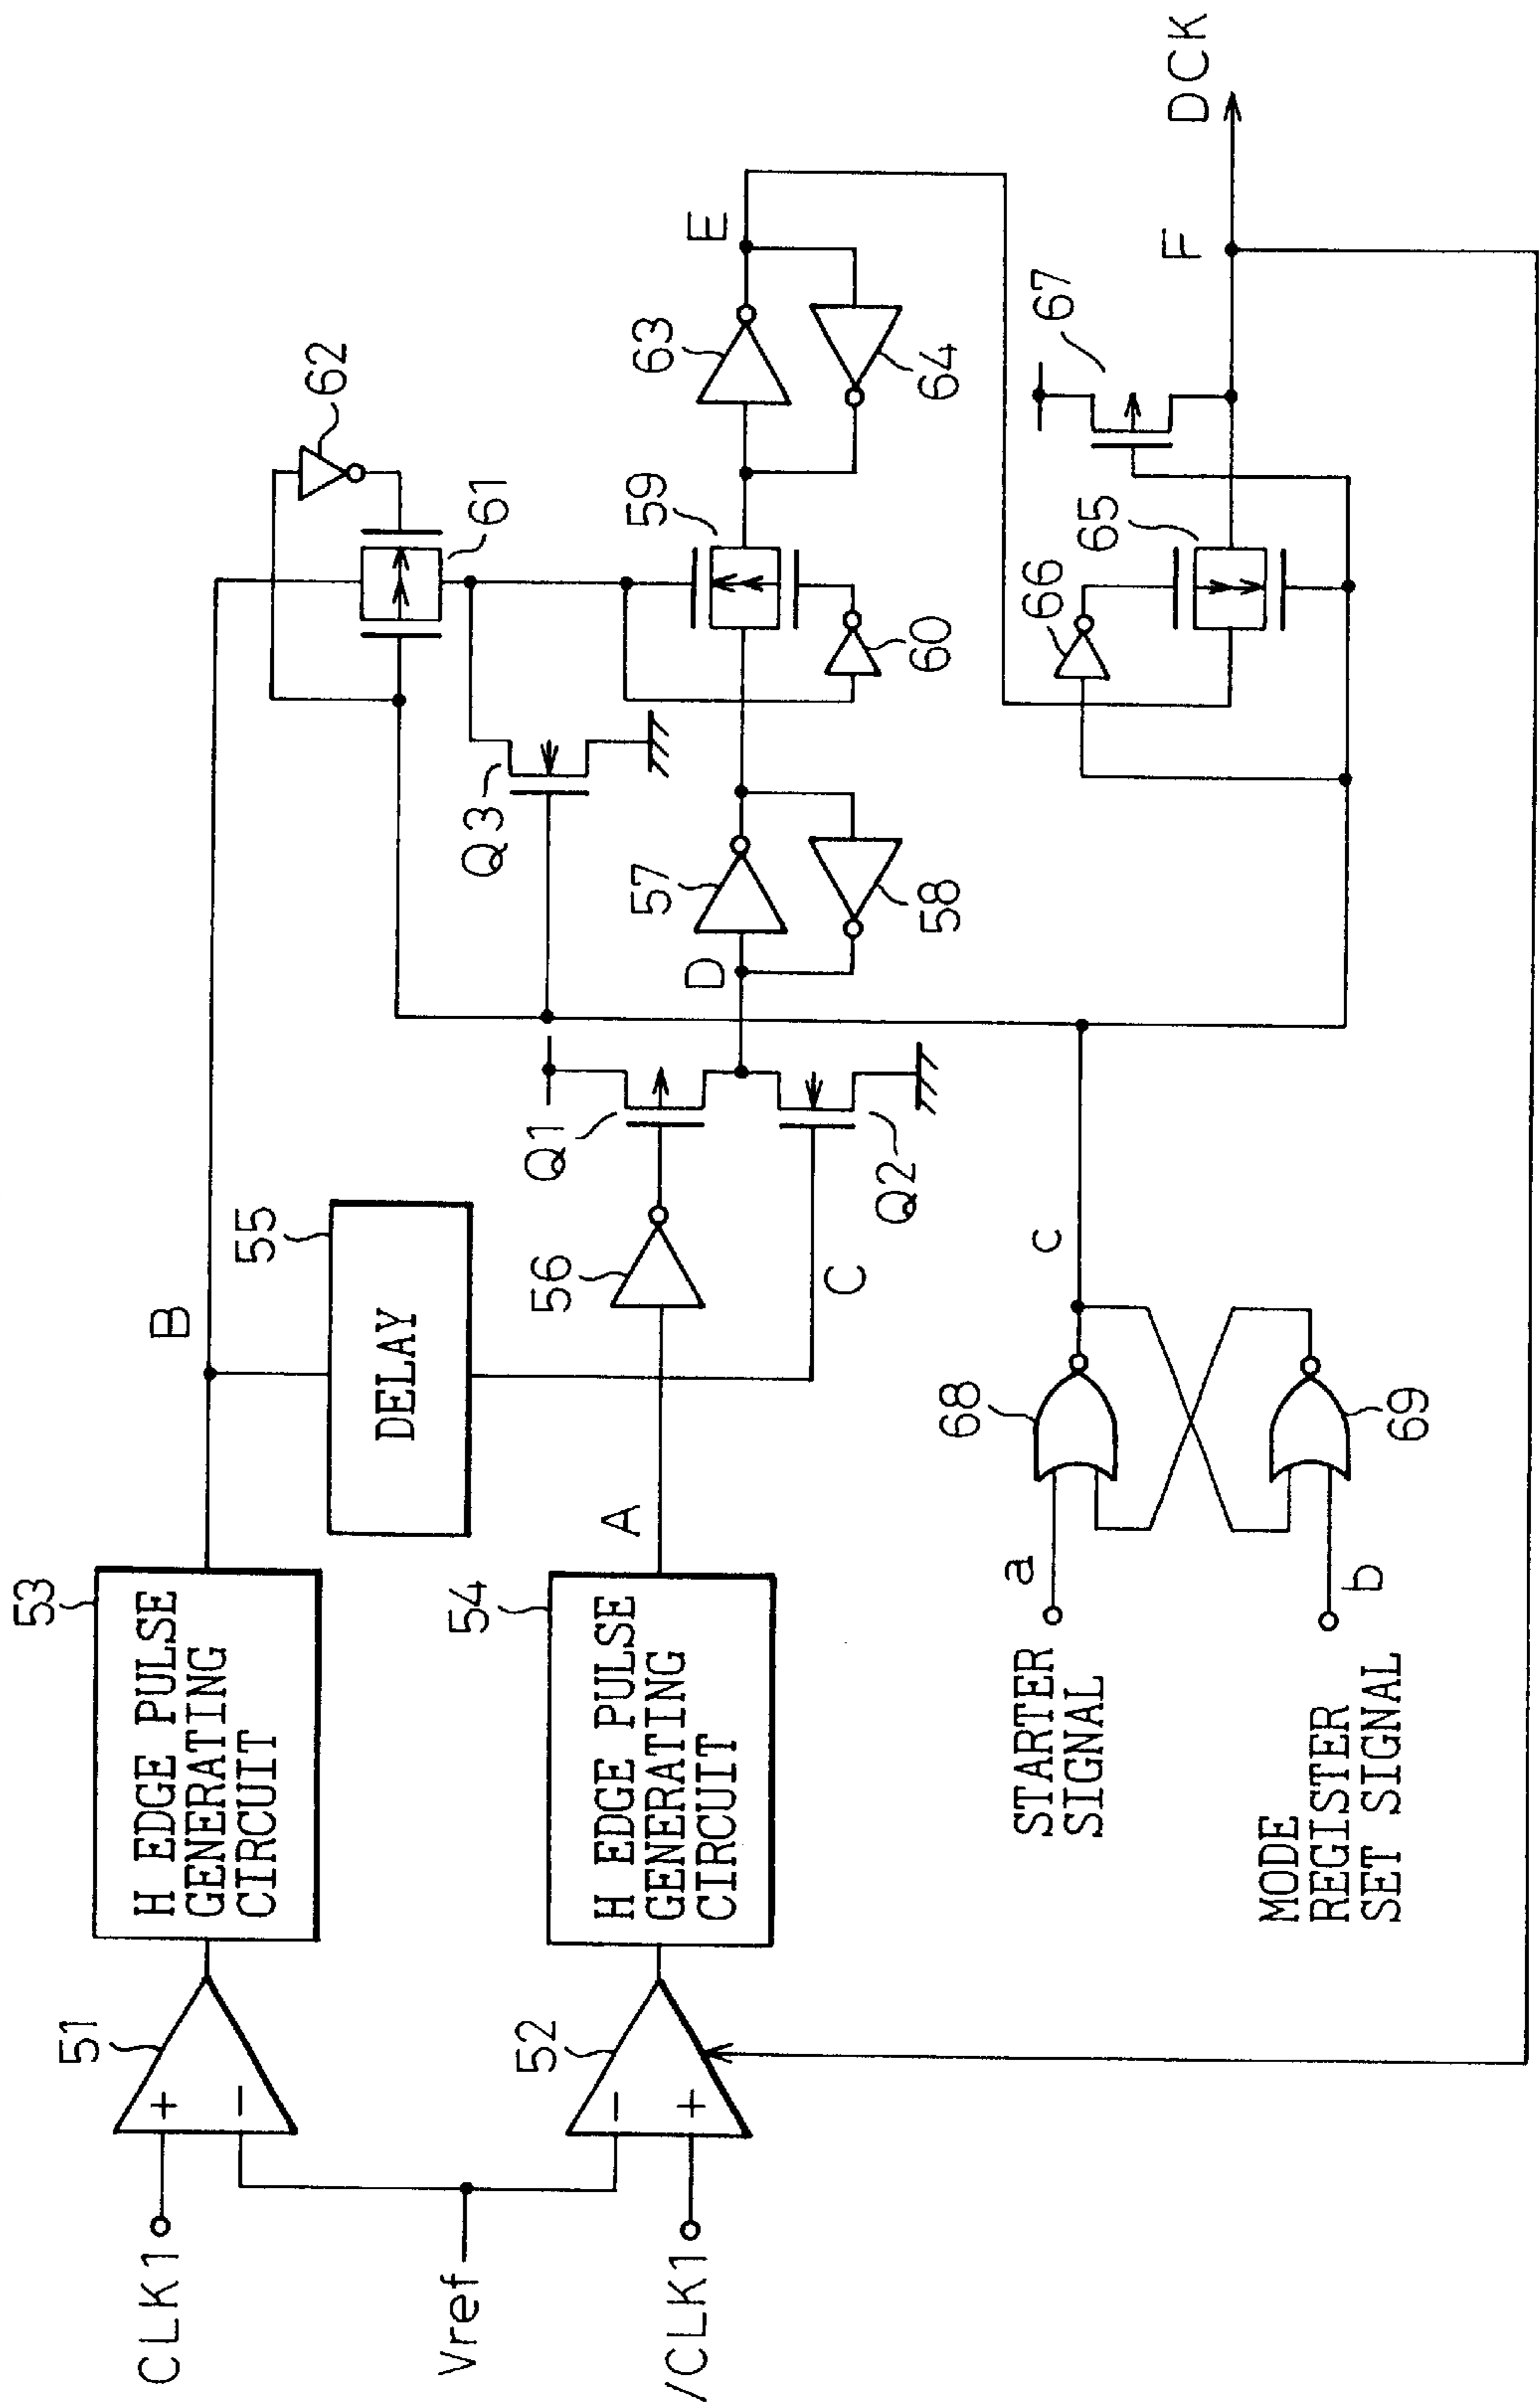 CLK1
Vref
/CLK1
+
−
−
+
51
52
53
H EDGE PULSE
GENERATING
CIRCUIT
54
H EDGE PULSE
GENERATING
CIRCUIT
B
55
DELAY
A
56
C
Q1
Q2
D
57
58
Q3
59
60
61
62
63
64
E
65
66
67
F
DCK
STARTER
SIGNAL
a
MODE
REGISTER
SET SIGNAL
b
68
69
c